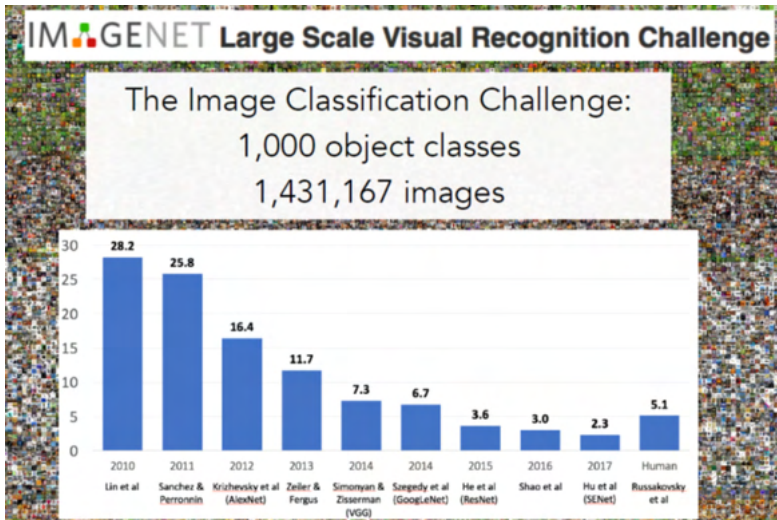 IMAGENET Large Scale Visual Recognition Challenge
The Image Classification Challenge:
1,000 object classes
1,431,167 images
30
25
20
15
10
5
0
28.2
25.8
16.4
11.7
7.3
6.7
3.6
3.0
2.3
5.1
2010 2011 2012 2013 2014 2014 2015 2016 2017 Human
Lin et al Sanchez & Krizhevsky et al Zeiler & Simonyan & Szegedy et al He et al Shao et al Hu et al Russakovsky
Perronnin (AlexNet) Fergus Zisserman (GoogLeNet) (ResNet) (SENet) et al
(VGG)